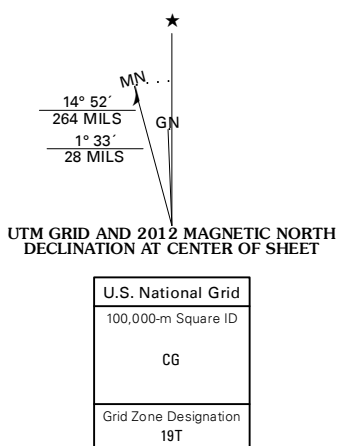 ★
MN
14° 52´
264 MILS
GN
1° 33´
28 MILS
UTM GRID AND 2012 MAGNETIC NORTH
DECLINATION AT CENTER OF SHEET
U.S. National Grid
100,000-m Square ID
CG
Grid Zone Designation
19T